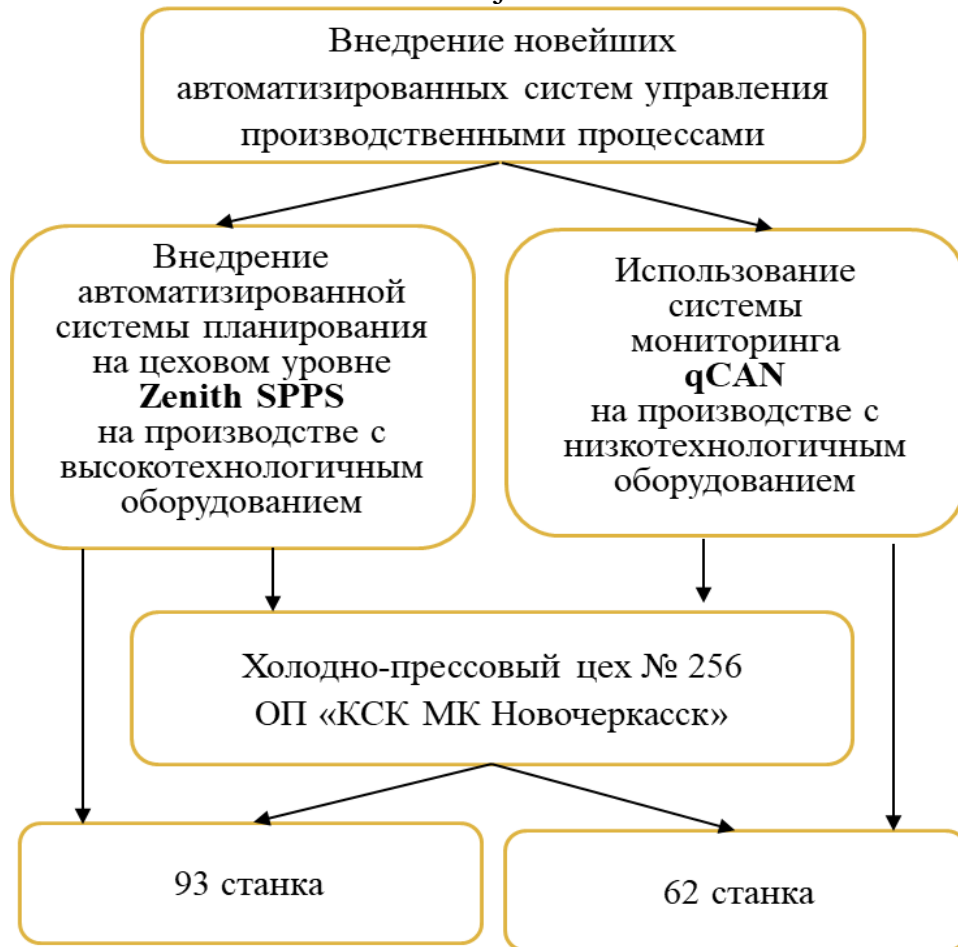 Внедрение новейших
автоматизированных систем управления
производственными процессами
Внедрение
автоматизированной
системы планирования
на цеховом уровне
Zenith SPPS
на производстве с
высокотехнологичным
оборудованием
Использование
системы
мониторинга
qCAN
на производстве с
низкотехнологичным
оборудованием
Холодно-прессовый цех № 256
ОП «КСК МК Новочеркасск»
93 станка
62 станка